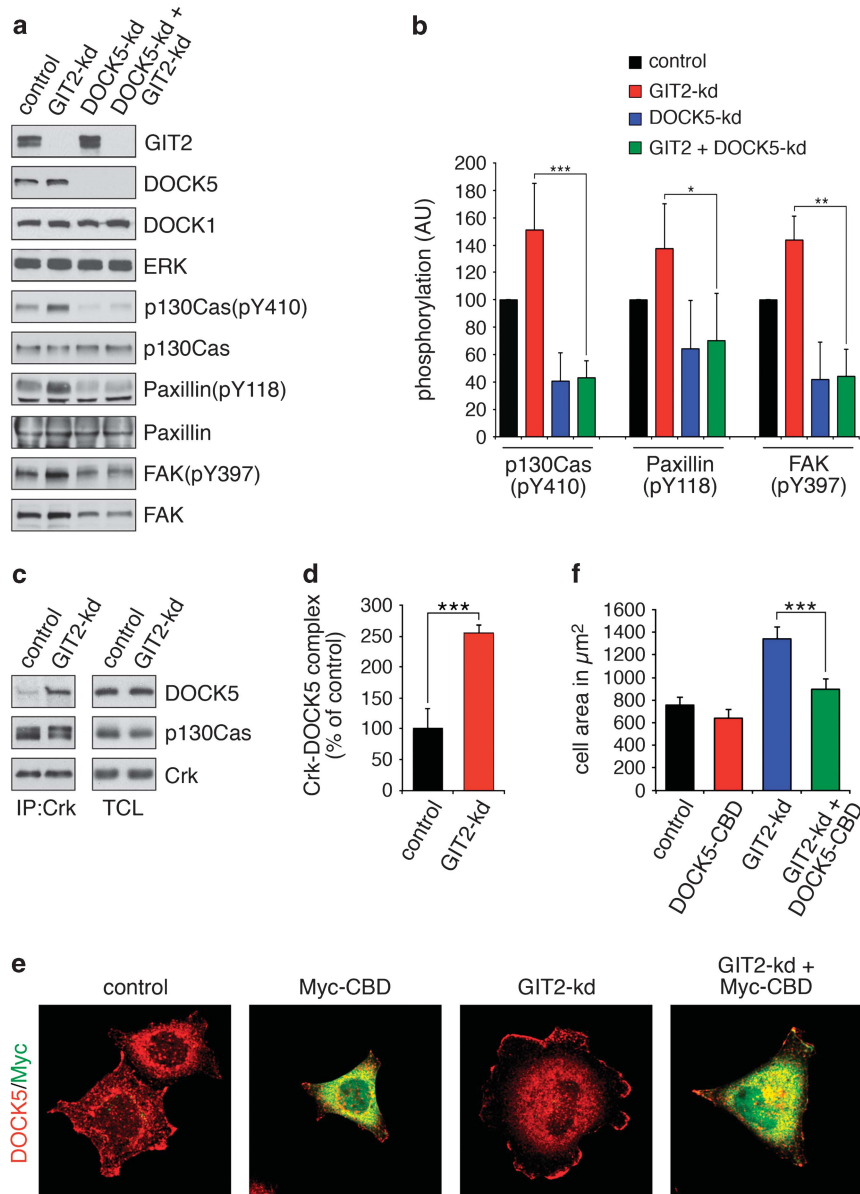 a
control
GIT2-kd
DOCK5-kd
DOCK5-kd +
GIT2-kd
GIT2
DOCK5
DOCK1
ERK
p130Cas(pY410)
p130Cas
Paxillin(pY118)
Paxillin
FAK(pY397)
FAK
b
control
GIT2-kd
DOCK5-kd
GIT2 + DOCK5-kd
phosphorylation (AU)
200
180
160
140
120
100
80
60
40
20
0
***
*
**
p130Cas
(pY410)
Paxillin
(pY118)
FAK
(pY397)
c
control
GIT2-kd
control
GIT2-kd
DOCK5
p130Cas
Crk
IP:Crk
TCL
d
Crk-DOCK5 complex
(% of control)
300
250
200
150
100
50
0
***
control
GIT2-kd
f
cell area in µm²
1600
1400
1200
1000
800
600
400
200
0
***
control
DOCK5-CBD
GIT2-kd
GIT2-kd +
DOCK5-CBD
e
control
Myc-CBD
GIT2-kd
GIT2-kd +
Myc-CBD
DOCK5/Myc